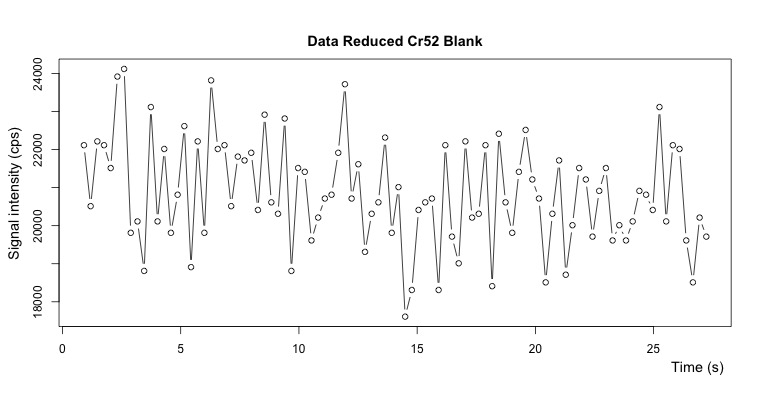 Data Reduced Cr52 Blank
Signal intensity (cps)
24000
22000
20000
18000
0 5 10 15 20 25
Time (s)